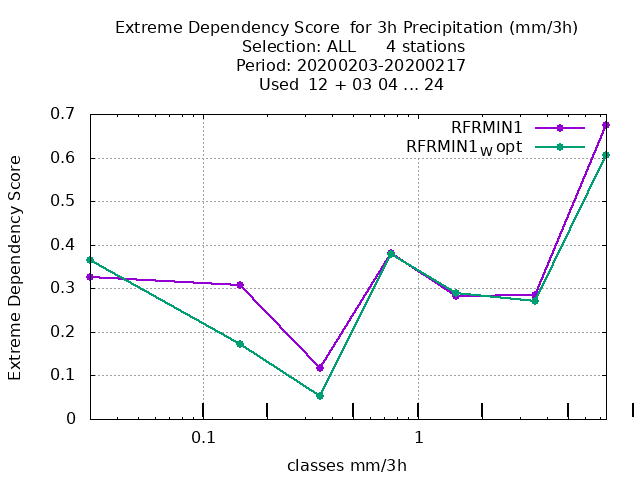 Extreme Dependency Score  for 3h Precipitation (mm/3h)
Selection: ALL      4 stations
Period: 20200203-20200217
Used  12 + 03 04 ... 24
RFRMIN1
RFRMIN1W opt
Extreme Dependency Score
0.7
0.6
0.5
0.4
0.3
0.2
0.1
0
0.1 1
classes mm/3h